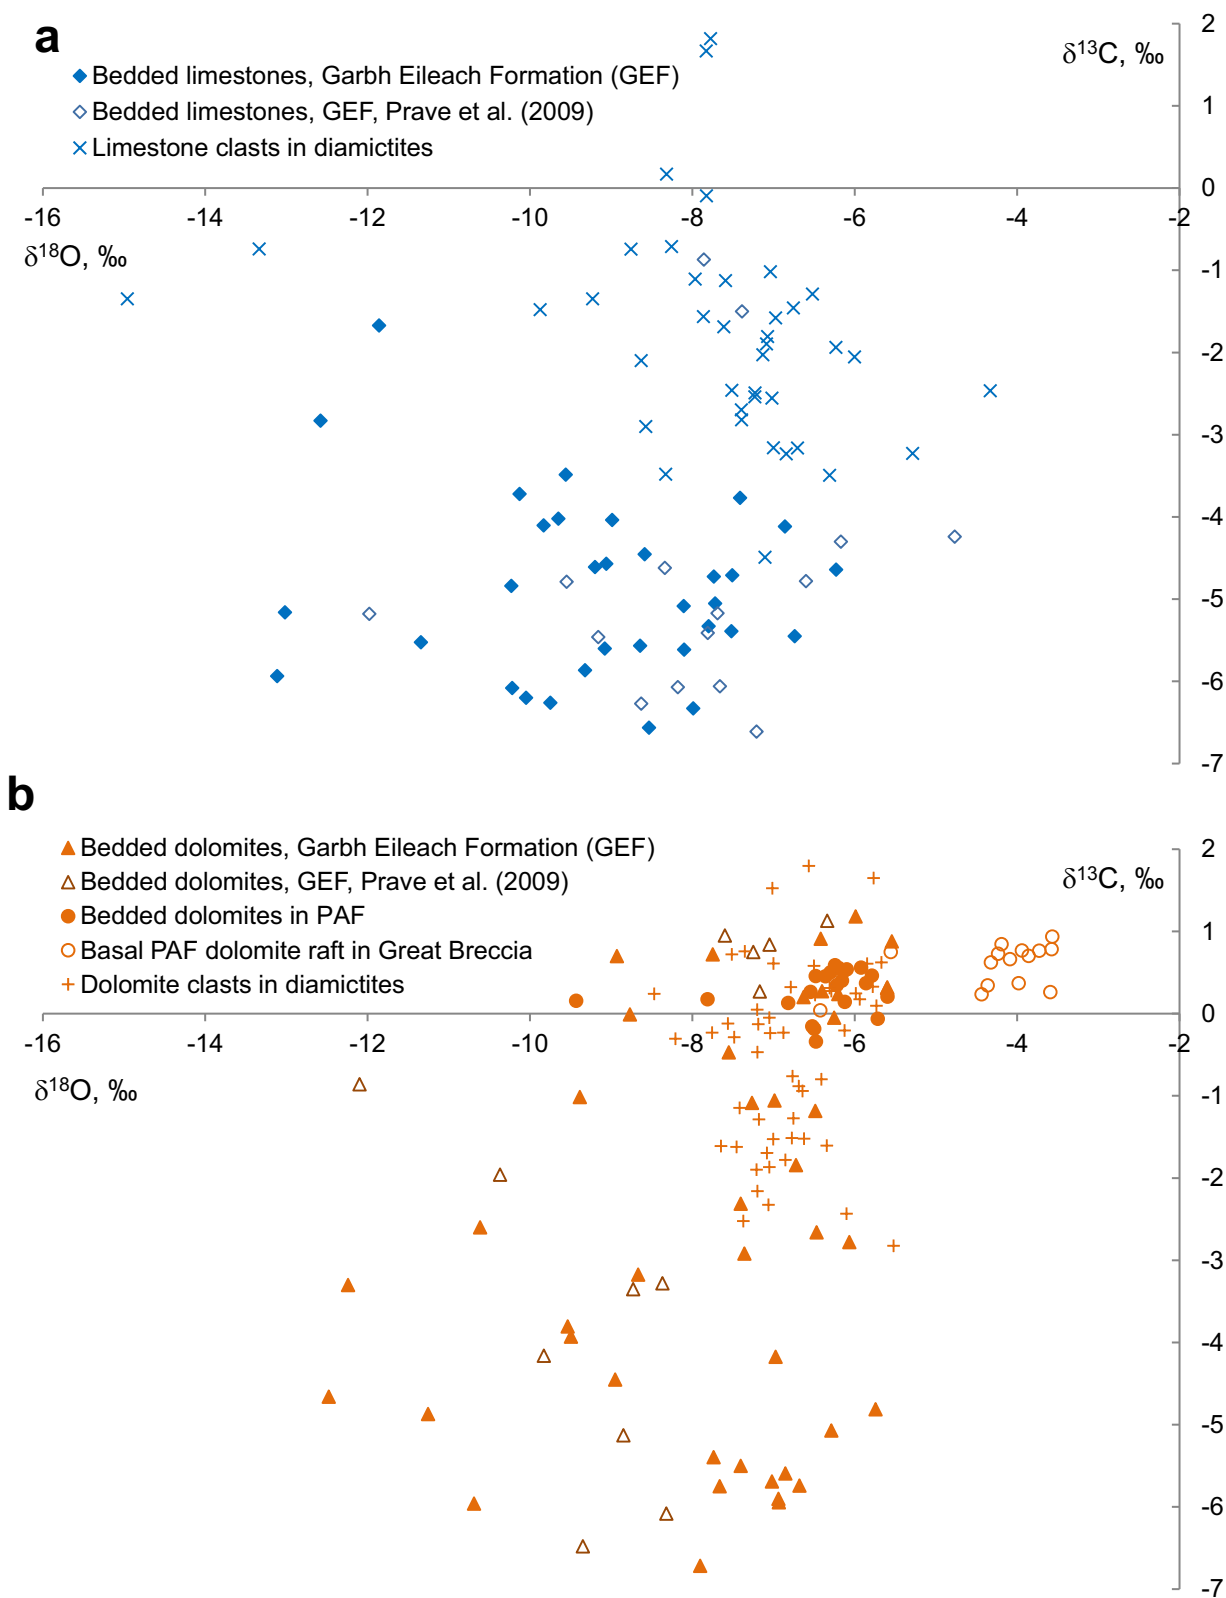 a
2
δ¹³C, ‰
Bedded limestones, Garbh Eileach Formation (GEF)
1
Bedded limestones, GEF, Prave et al. (2009)
Limestone clasts in diamictites
0
-16 -14 -12 -10 -8 -6 -4 -2
δ¹⁸O, ‰
-1
-2
-3
-4
-5
-6
-7
b
2
Bedded dolomites, Garbh Eileach Formation (GEF)
δ¹³C, ‰
Bedded dolomites, GEF, Prave et al. (2009)
1
Bedded dolomites in PAF
Basal PAF dolomite raft in Great Breccia
Dolomite clasts in diamictites
0
-16 -14 -12 -10 -8 -6 -4 -2
δ¹⁸O, ‰
-1
-2
-3
-4
-5
-6
-7